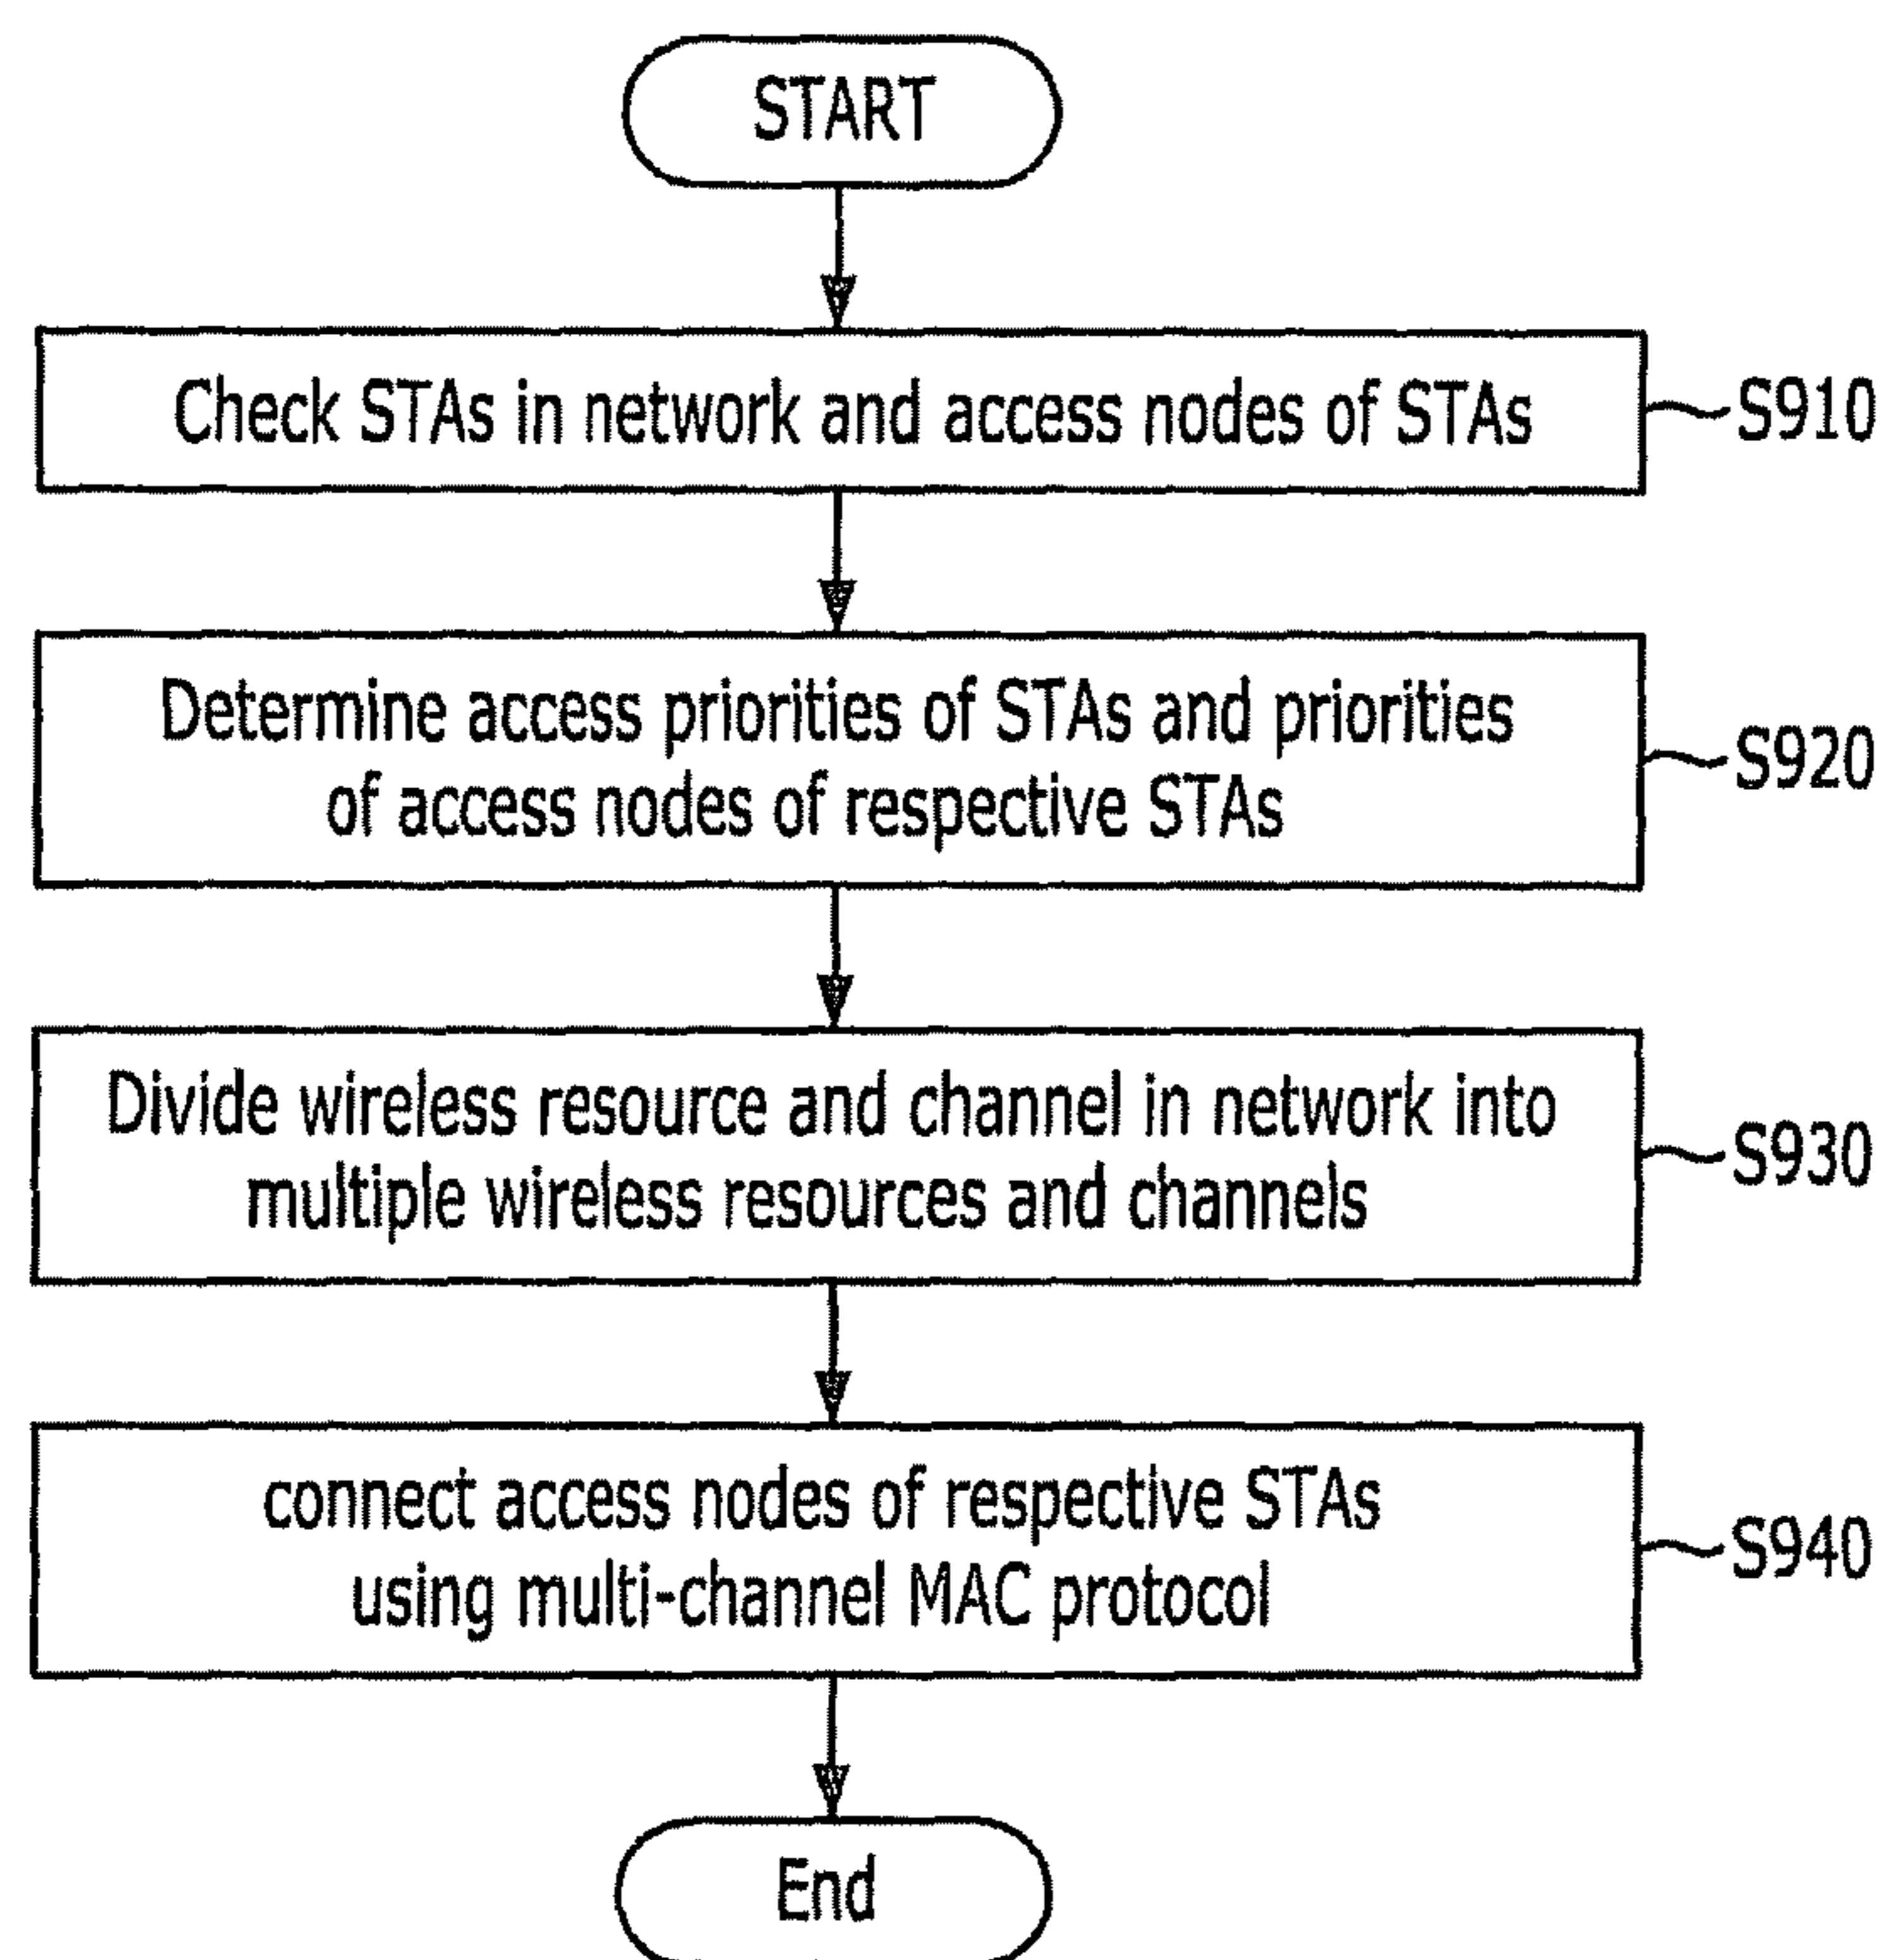 START
Check STAs in network and access nodes of STAs
S910
Determine access priorities of STAs and priorities
of access nodes of respective STAs
S920
Divide wireless resource and channel in network into
multiple wireless resources and channels
S930
connect access nodes of respective STAs
using multi-channel MAC protocol
S940
End